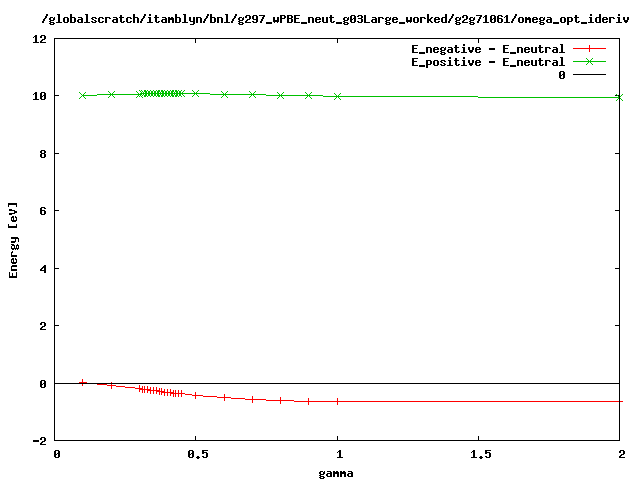 /globalscratch/itamblyn/bnl/g297_wPBE_neut_g03Large_worked/g2g71061/omega_opt_ideriv
E_negative - E_neutral
E_positive - E_neutral
0
12
10
8
6
4
2
0
-2
Energy [eV]
0 0.5 1 1.5 2
gamma